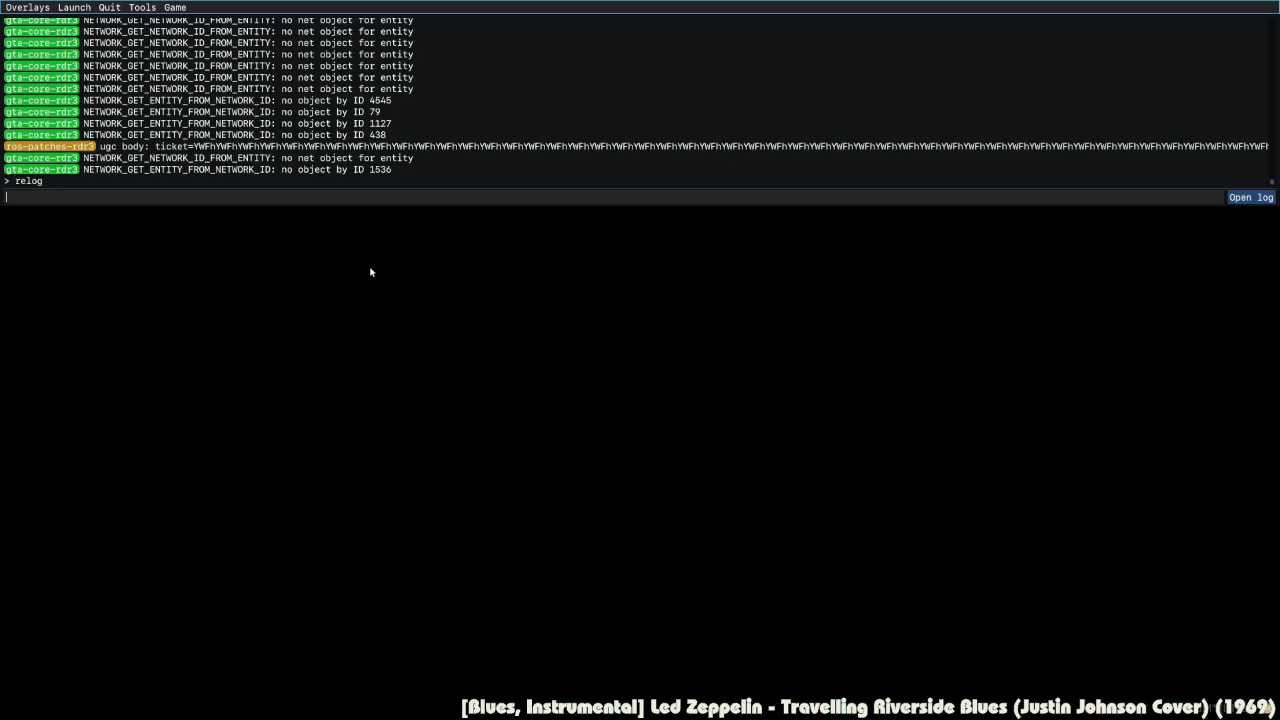 Overlays Launch Quit Tools Game
gta-core-rdr3 NETWORK_GET_NETWORK_ID_FROM_ENTITY: no net object for entity
gta-core-rdr3 NETWORK_GET_NETWORK_ID_FROM_ENTITY: no net object for entity
gta-core-rdr3 NETWORK_GET_NETWORK_ID_FROM_ENTITY: no net object for entity
gta-core-rdr3 NETWORK_GET_NETWORK_ID_FROM_ENTITY: no net object for entity
gta-core-rdr3 NETWORK_GET_NETWORK_ID_FROM_ENTITY: no net object for entity
gta-core-rdr3 NETWORK_GET_NETWORK_ID_FROM_ENTITY: no net object for entity
gta-core-rdr3 NETWORK_GET_NETWORK_ID_FROM_ENTITY: no net object for entity
gta-core-rdr3 NETWORK_GET_ENTITY_FROM_NETWORK_ID: no object by ID 4545
gta-core-rdr3 NETWORK_GET_ENTITY_FROM_NETWORK_ID: no object by ID 79
gta-core-rdr3 NETWORK_GET_ENTITY_FROM_NETWORK_ID: no object by ID 1127
gta-core-rdr3 NETWORK_GET_ENTITY_FROM_NETWORK_ID: no object by ID 438
ros-patches-rdr3 ugc body:
gta-core-rdr3 NETWORK_GET_NETWORK_ID_FROM_ENTITY: no net object for entity
gta-core-rdr3 NETWORK_GET_ENTITY_FROM_NETWORK_ID: no object by ID 1536
> relog
Open log
[Blues, Instrumental] Led Zeppelin - Travelling Riverside Blues (Justin Johnson Cover) (1969)